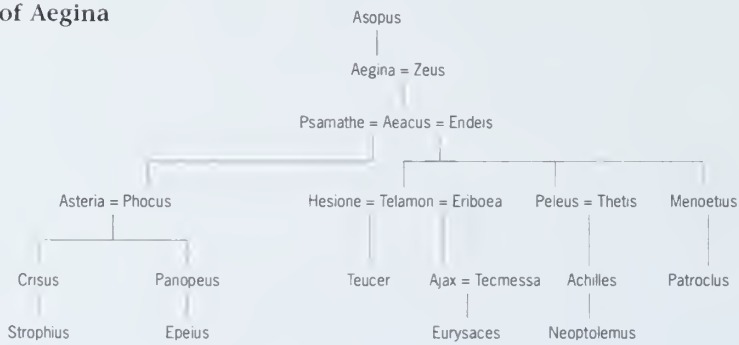 of Aegina
Asopus
Aegina = Zeus
Psamathe = Aeacus = Endeis
Asteria = Phocus Hesione = Telamon = Eriboea Peleus = Thetis Menoetius
Crisus Panopeus Teucer Ajax = Tecmessa Achilles Patroclus
Strophius Epeius Eurysaces Neoptolemus